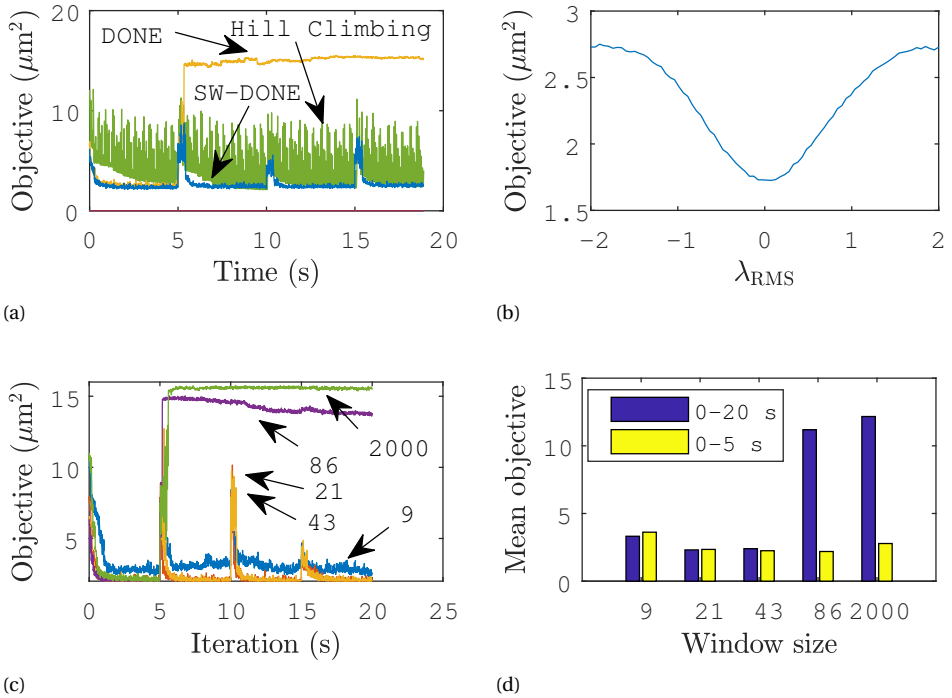 Objective (μm²)
20
10
0
DONE
Hill Climbing
SW-DONE
0 5 10 15 20
Time (s)
(a)
Objective (μm²)
3
2.5
2
1.5
-2 -1 0 1 2
λRMS
(b)
Objective (μm²)
15
10
5
2000
86
21
43
9
0 5 10 15 20 25
Iteration (s)
(c)
Mean objective
15
10
5
0
0-20 s
0-5 s
9 21 43 86 2000
Window size
(d)